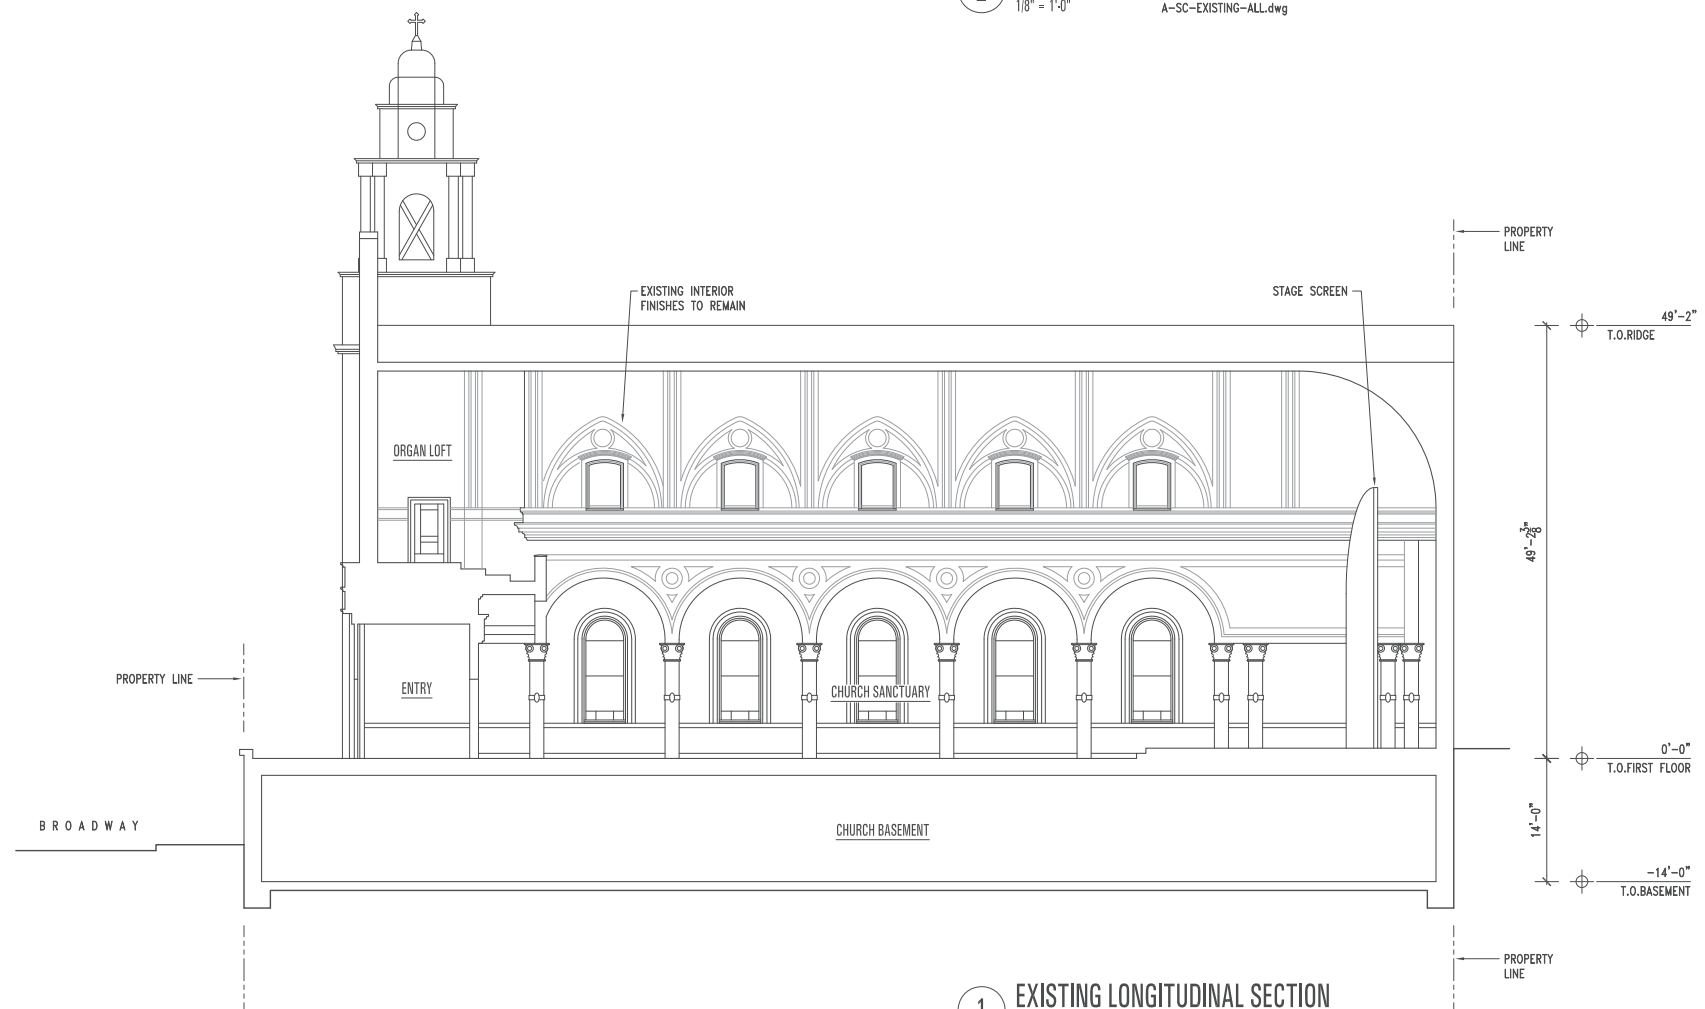 1/8" = 1'-0"
A-SC-EXISTING-ALL.dwg
PROPERTY
LINE
EXISTING INTERIOR
FINISHES TO REMAIN
STAGE SCREEN
49'-2"
T.O.RIDGE
ORGAN LOFT
49'-2 3/8"
PROPERTY LINE
ENTRY
CHURCH SANCTUARY
0'-0"
T.O.FIRST FLOOR
BROADWAY
CHURCH BASEMENT
14'-0"
-14'-0"
T.O.BASEMENT
PROPERTY
LINE
1
EXISTING LONGITUDINAL SECTION